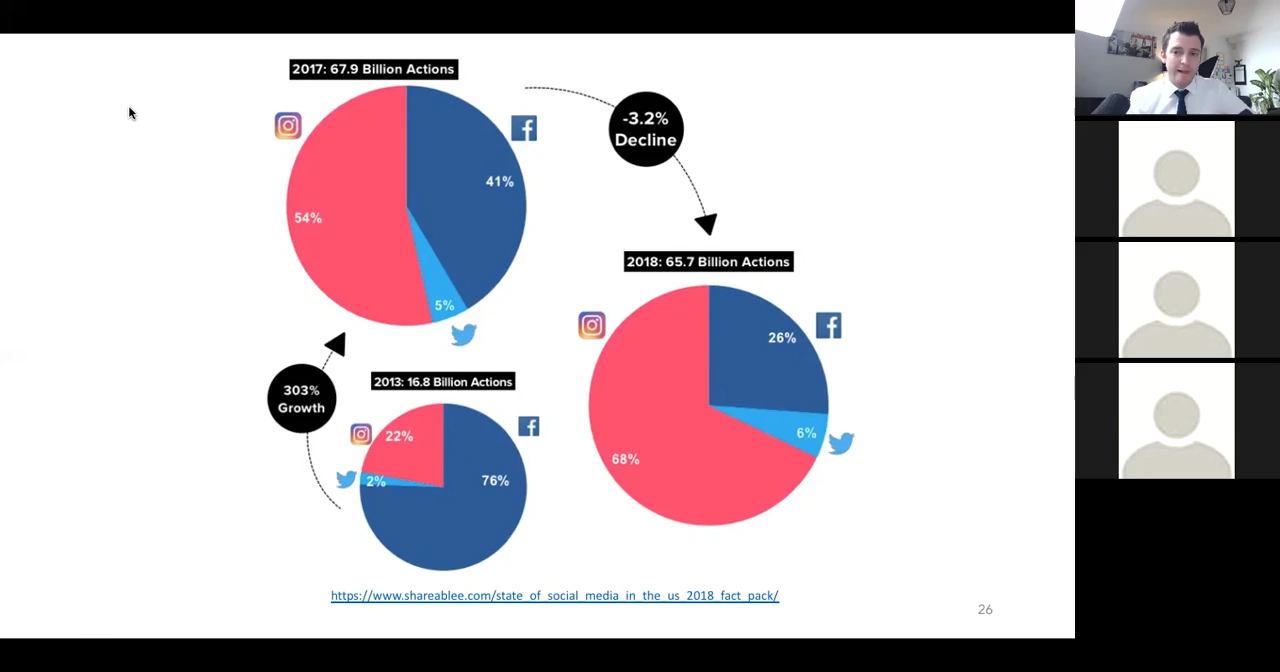 2017: 67.9 Billion Actions
41%
54%
5%
-3.2%
Decline
2018: 65.7 Billion Actions
26%
6%
68%
303%
Growth
2013: 16.8 Billion Actions
22%
2%
76%
https://www.shareablee.com/state_of_social_media_in_the_us_2018_fact_pack/
26